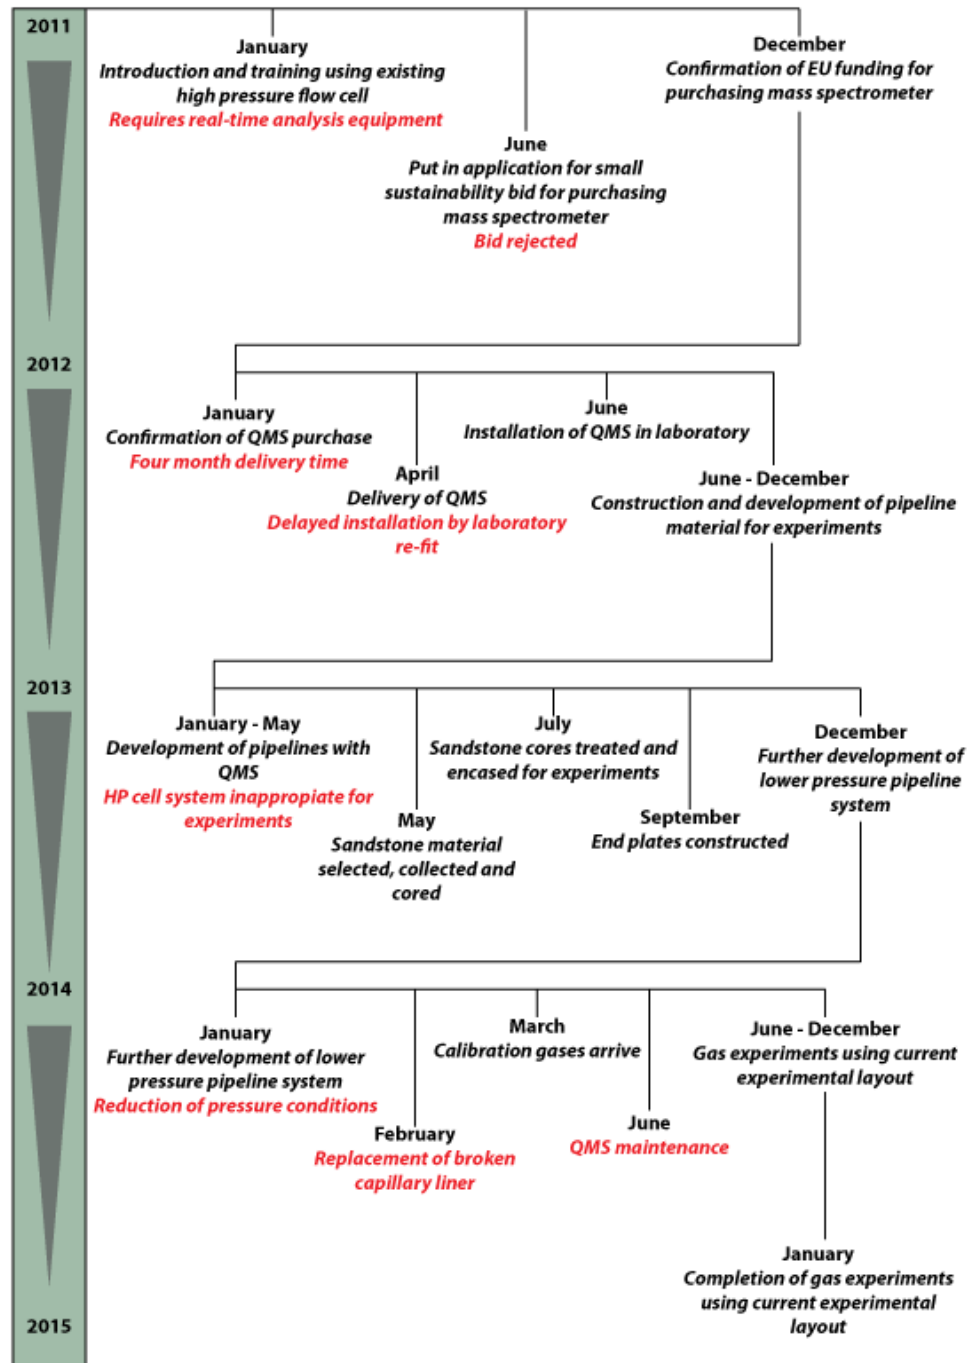 2011
January
Introduction and training using existing
high pressure flow cell
Requires real-time analysis equipment
June
Put in application for small
sustainability bid for purchasing
mass spectrometer
Bid rejected
December
Confirmation of EU funding for
purchasing mass spectrometer
2012
January
Confirmation of QMS purchase
Four month delivery time
April
Delivery of QMS
Delayed installation by laboratory
re-fit
June
Installation of QMS in laboratory
June - December
Construction and development of pipeline
material for experiments
2013
January - May
Development of pipelines with
QMS
HP cell system inappropiate for
experiments
May
Sandstone material
selected, collected and
cored
July
Sandstone cores treated and
encased for experiments
September
End plates constructed
December
Further development of
lower pressure pipeline
system
2014
January
Further development of lower
pressure pipeline system
Reduction of pressure conditions
February
Replacement of broken
capillary liner
March
Calibration gases arrive
June
QMS maintenance
June - December
Gas experiments using current
experimental layout
January
Completion of gas experiments
using current experimental
layout
2015